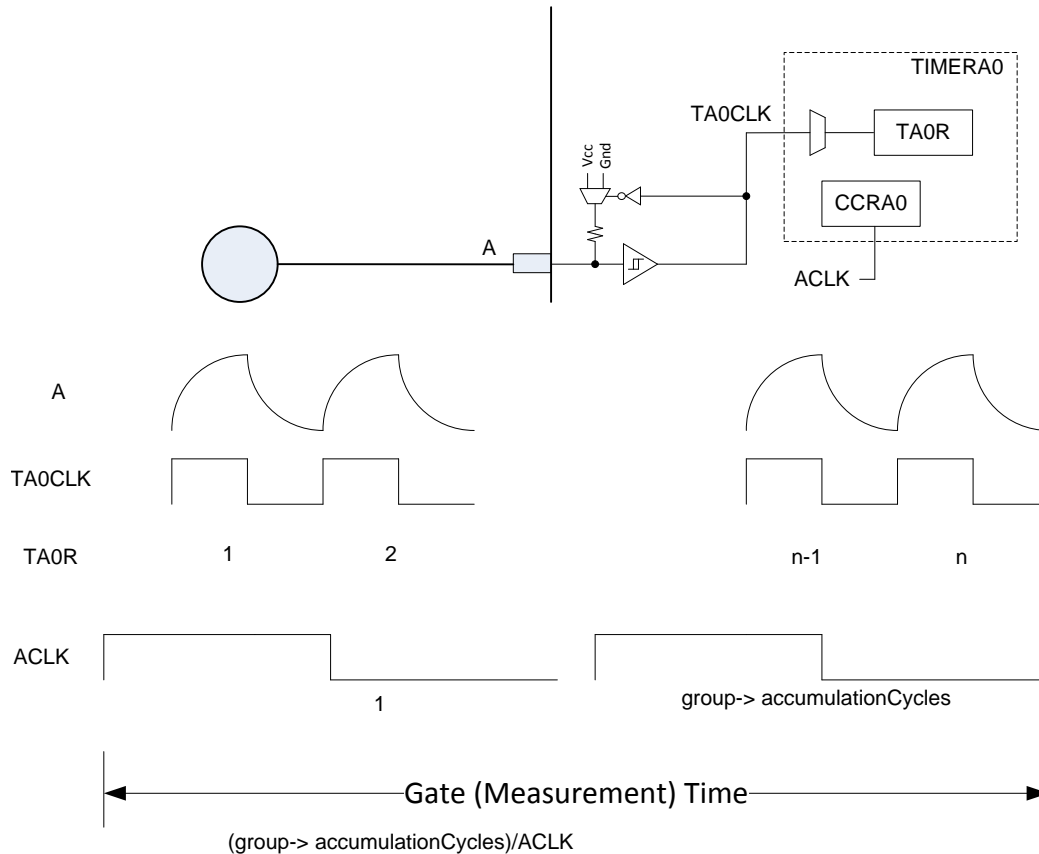 TIMERA0
TA0CLK
TA0R
Vcc
Gnd
CCRA0
A
ACLK
A
TA0CLK
TA0R
1
2
n-1
n
ACLK
1
group-> accumulationCycles
Gate (Measurement) Time
(group-> accumulationCycles)/ACLK